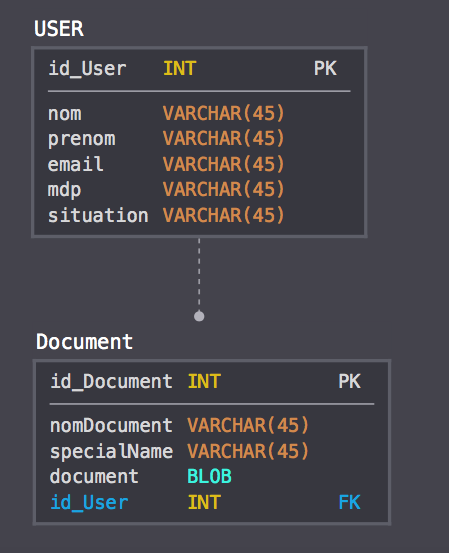 USER
id_User INT PK
nom VARCHAR(45)
prenom VARCHAR(45)
email VARCHAR(45)
mdp VARCHAR(45)
situation VARCHAR(45)
Document
id_Document INT PK
nomDocument VARCHAR(45)
specialName VARCHAR(45)
document BLOB
id_User INT FK